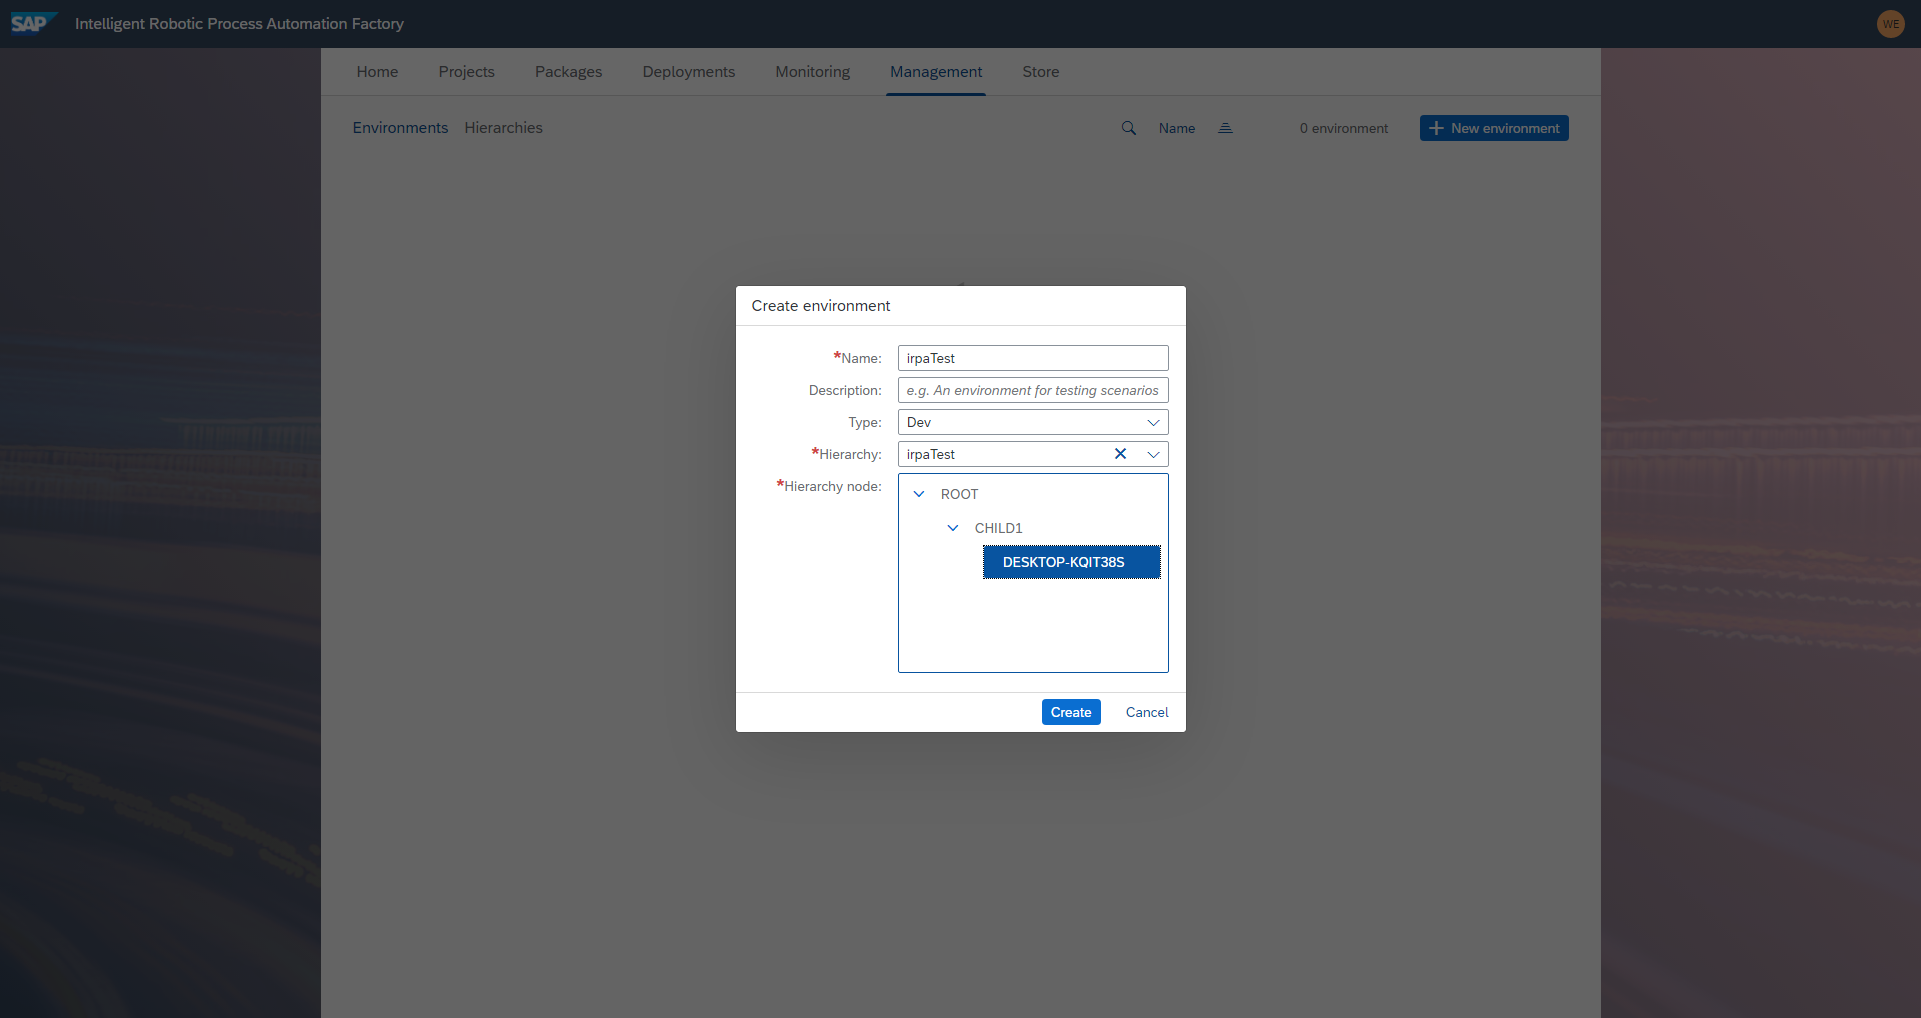 SAP Intelligent Robotic Process Automation Factory WE
Home Projects Packages Deployments Monitoring Management Store
Environments Hierarchies Name 0 environment New environment
Create environment
*Name: irpaTest
Description: e.g. An environment for testing scenarios
Type: Dev
*Hierarchy: irpaTest
*Hierarchy node: ROOT
CHILD1
DESKTOP-KQIT38S
Create Cancel